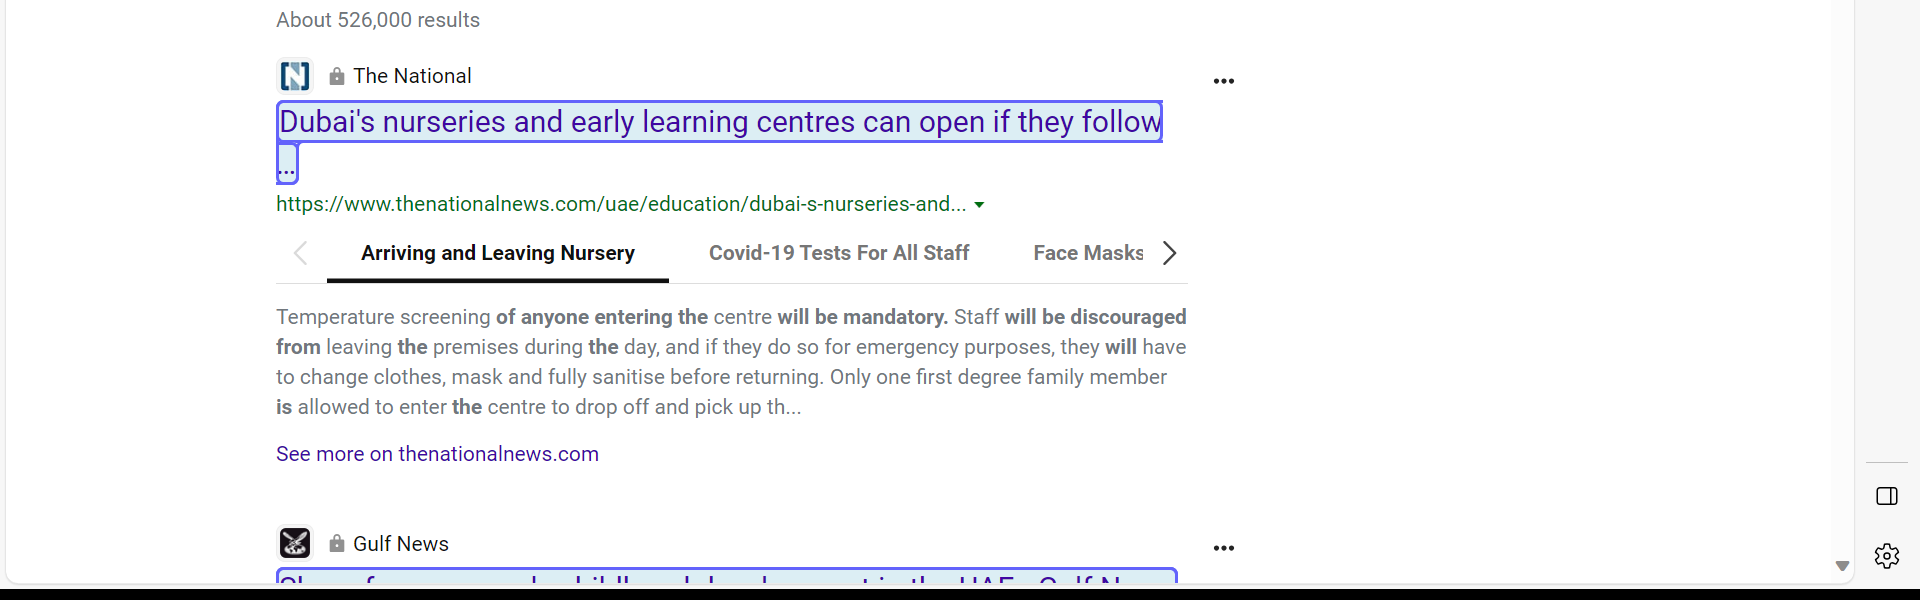 About 526,000 results
The National
Dubai's nurseries and early learning centres can open if they follow
...
https://www.thenationalnews.com/uae/education/dubai-s-nurseries-and...
Arriving and Leaving Nursery Covid-19 Tests For All Staff Face Masks
Temperature screening of anyone entering the centre will be mandatory. Staff will be discouraged
from leaving the premises during the day, and if they do so for emergency purposes, they will have
to change clothes, mask and fully sanitise before returning. Only one first degree family member
is allowed to enter the centre to drop off and pick up th...
See more on thenationalnews.com
Gulf News